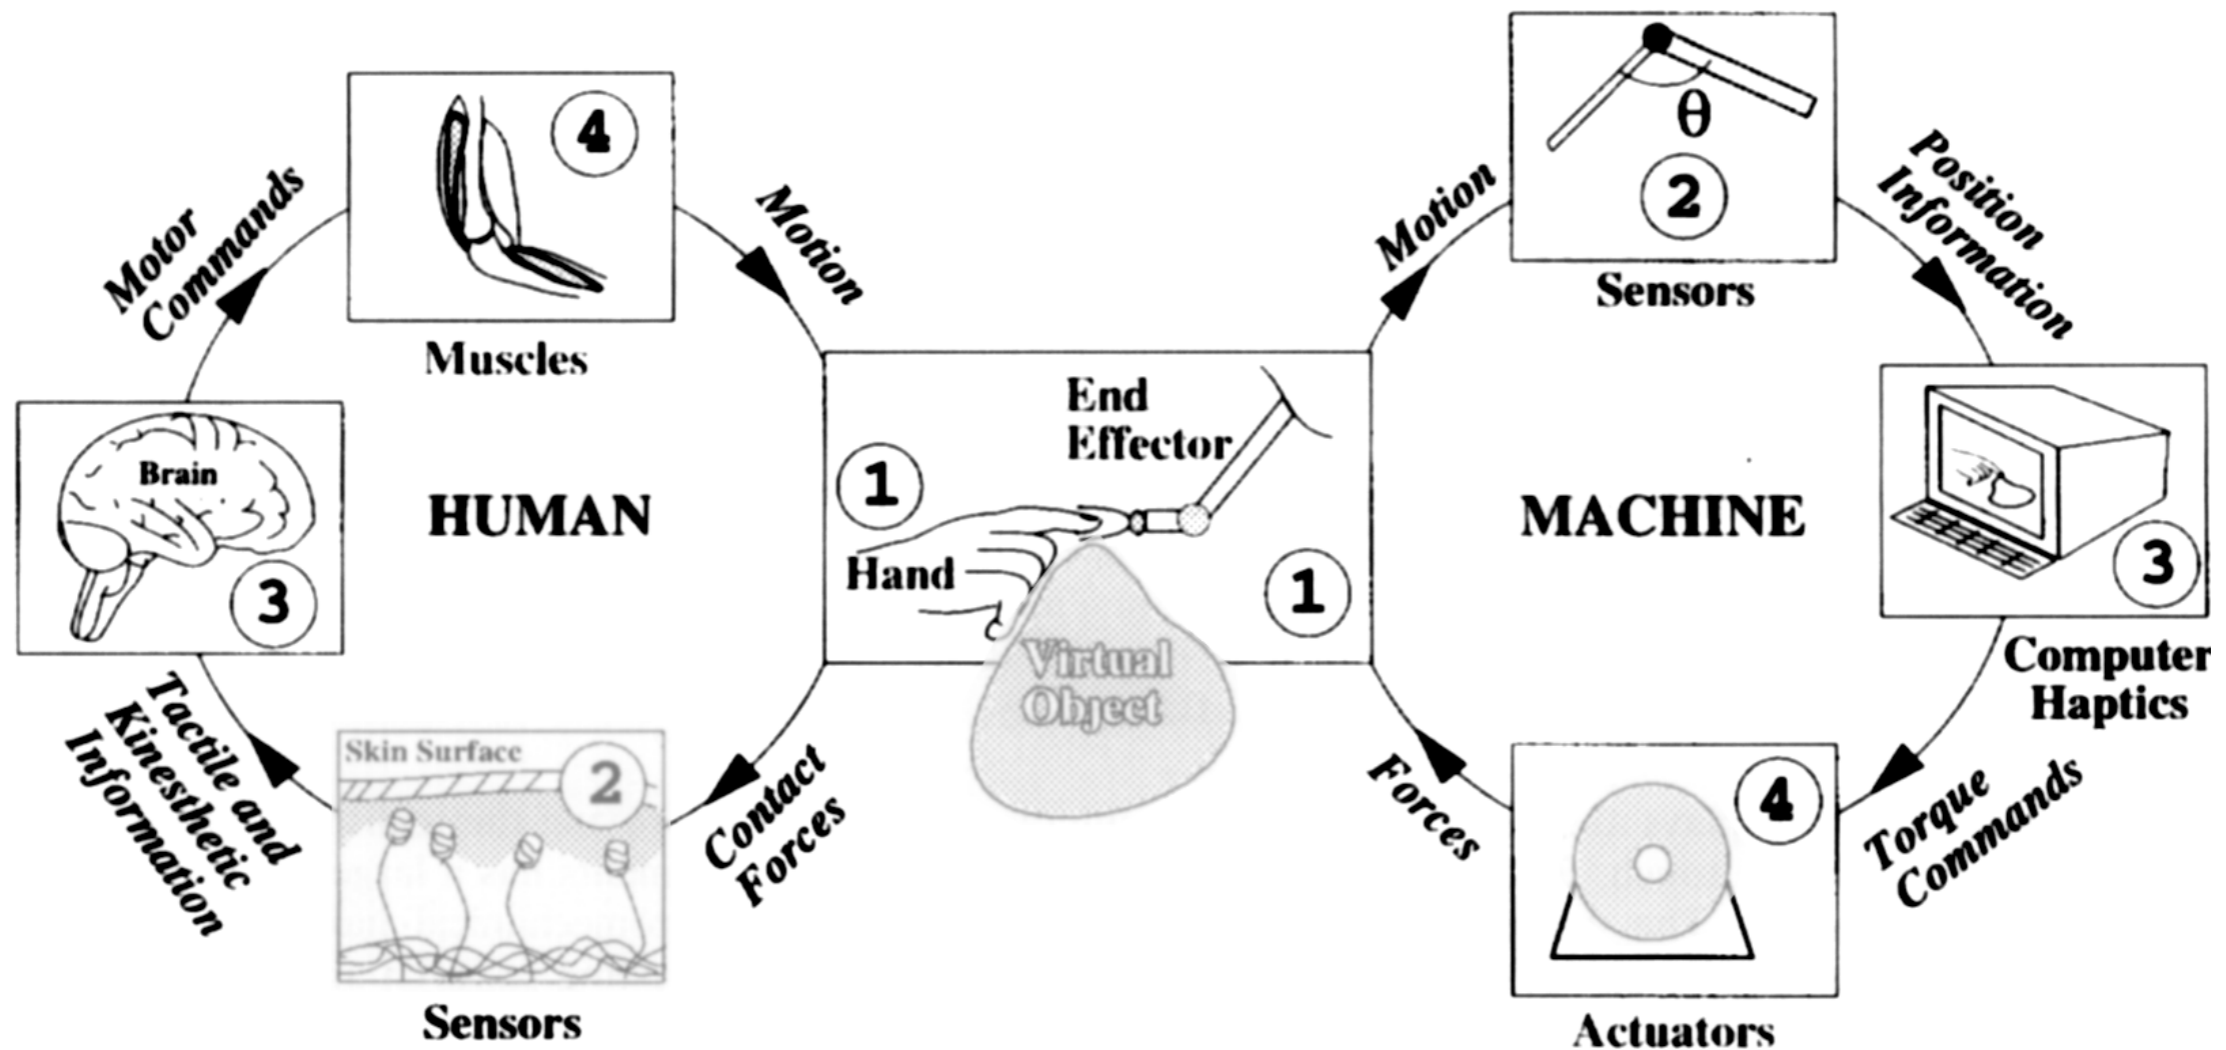 4
Muscles
Motor
Commands
Motion
Brain
3
HUMAN
Tactile and
Kinesthetic
Information
Skin Surface
2
Sensors
Contact
Forces
End
Effector
1
Hand
1
Virtual
Object
Motion
θ
2
Sensors
Position
Information
MACHINE
3
Computer
Haptics
Forces
4
Actuators
Torque
Commands